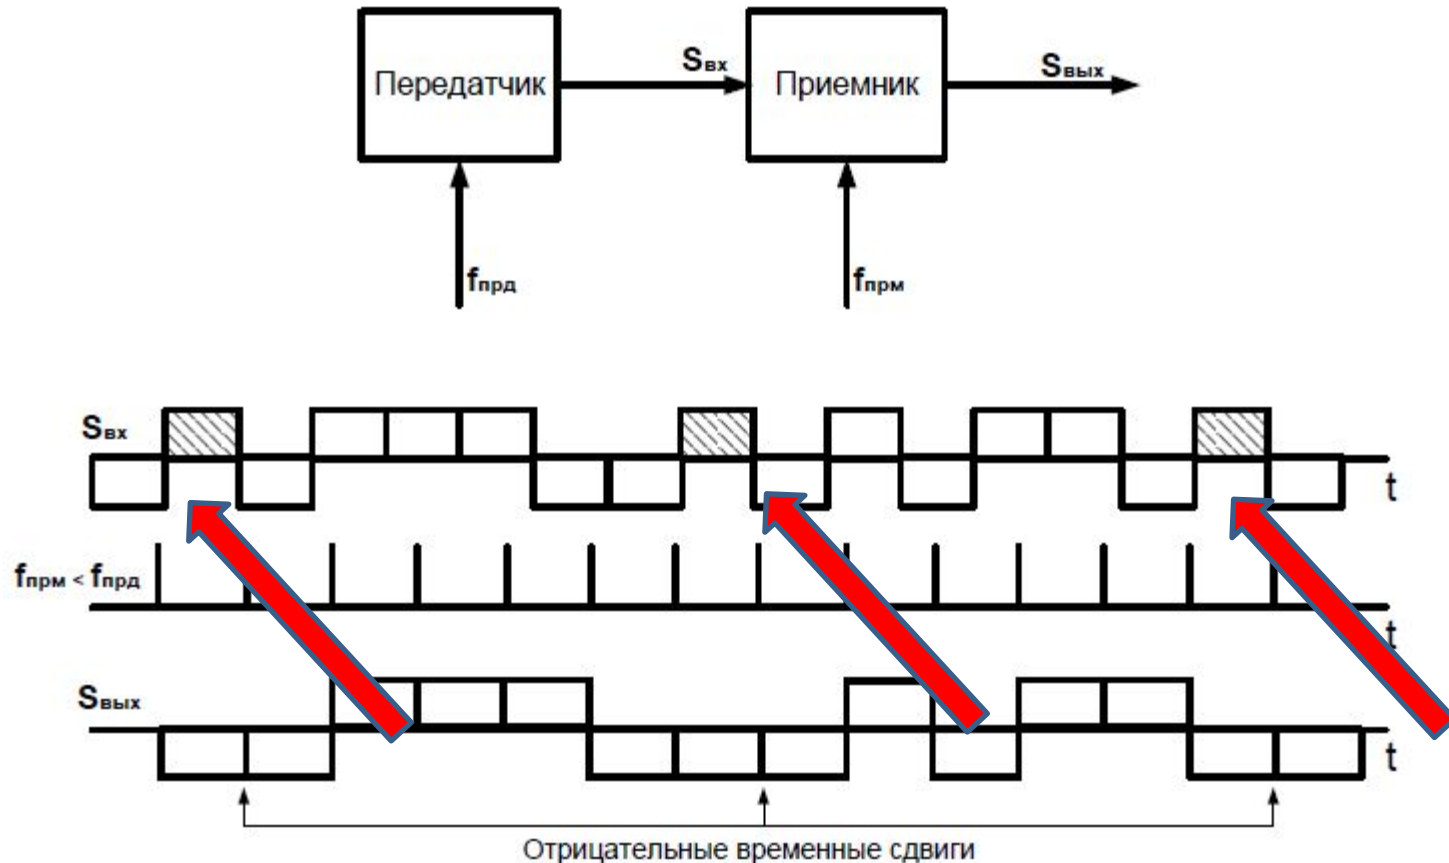 Передатчик
Sвх
Приемник
Sвых
fпрд
fпрм
Sвх
t
fпрм < fпрд
t
Sвых
t
Отрицательные временные сдвиги